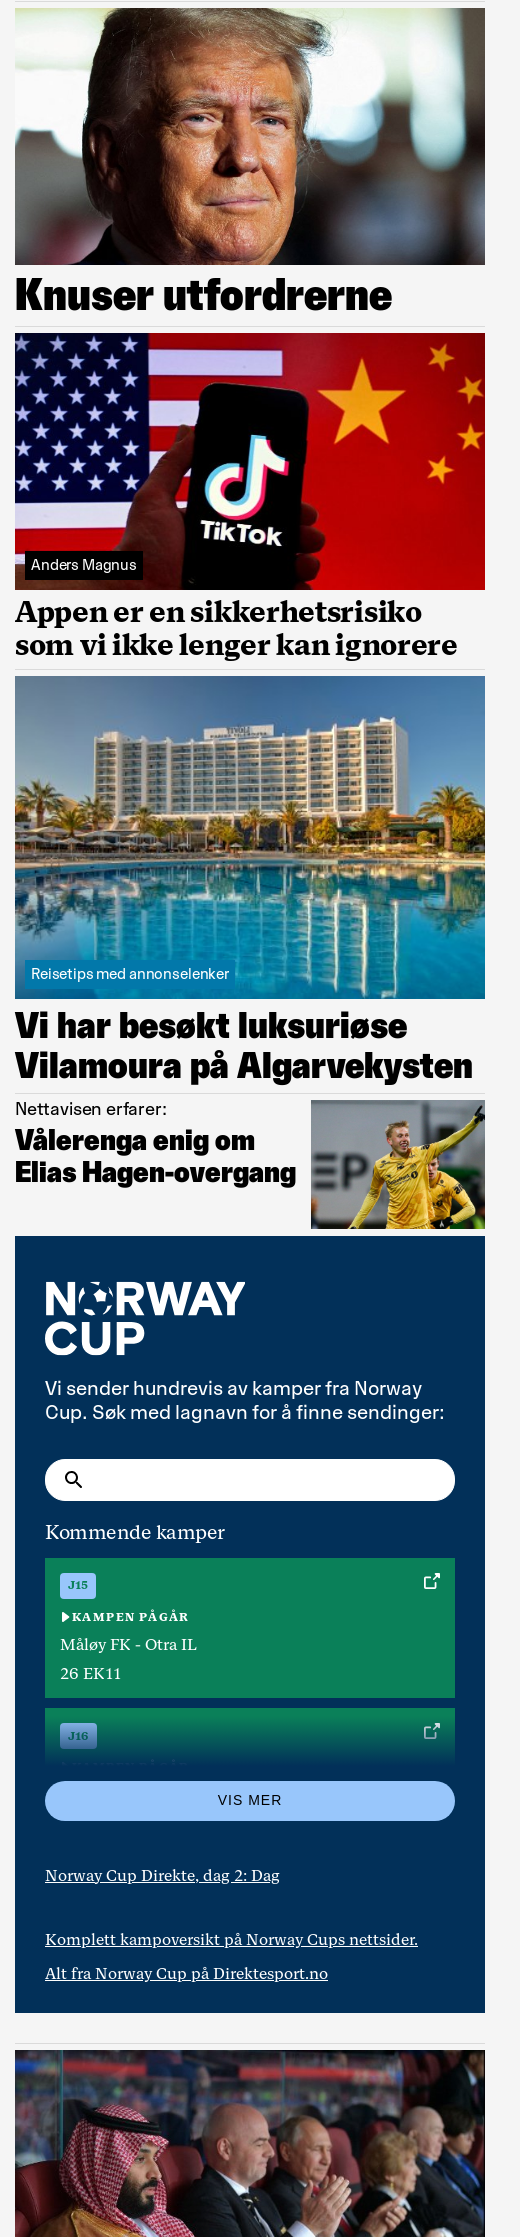 Knuser utfordrerne
TikTok
Anders Magnus
Appen er en sikkerhetsrisiko
som vi ikke lenger kan ignorere
TIVOLI
Reisetips med annonselenker
Vi har besøkt luksuriøse
Vilamoura på Algarvekysten
Nettavisen erfarer:
Vålerenga enig om
Elias Hagen-overgang
NORWAY
CUP
Vi sender hundrevis av kamper fra Norway
Cup. Søk med lagnavn for å finne sendinger:
Kommende kamper
J15
KAMPEN PÅGÅR
Måløy FK - Otra IL
26 EK11
J16
VIS MER
Norway Cup Direkte, dag 2: Dag
Komplett kampoversikt på Norway Cups nettsider.
Alt fra Norway Cup på Direktesport.no